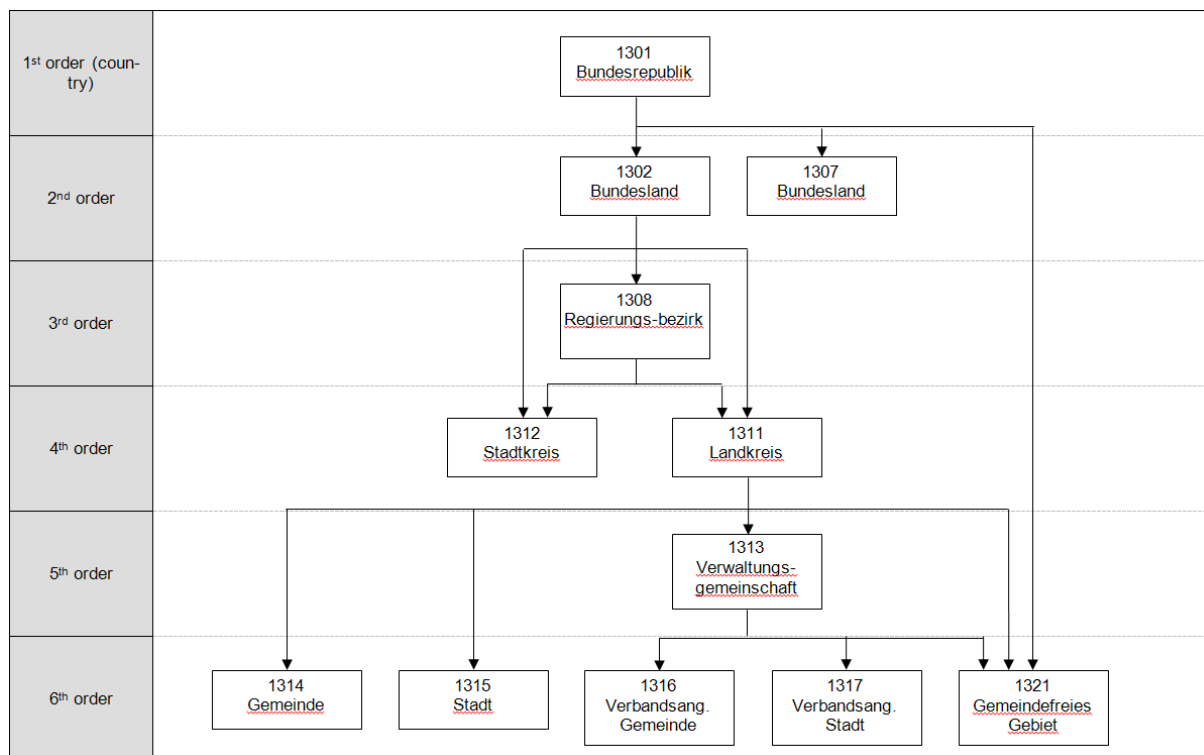 1st order (coun-
try)
1301
Bundesrepublik
2nd order
1302
Bundesland
1307
Bundesland
3rd order
1308
Regierungs-bezirk
4th order
1312
Stadtkreis
1311
Landkreis
5th order
1313
Verwaltungs-
gemeinschaft
6th order
1314
Gemeinde
1315
Stadt
1316
Verbandsang.
Gemeinde
1317
Verbandsang.
Stadt
1321
Gemeindefreies
Gebiet